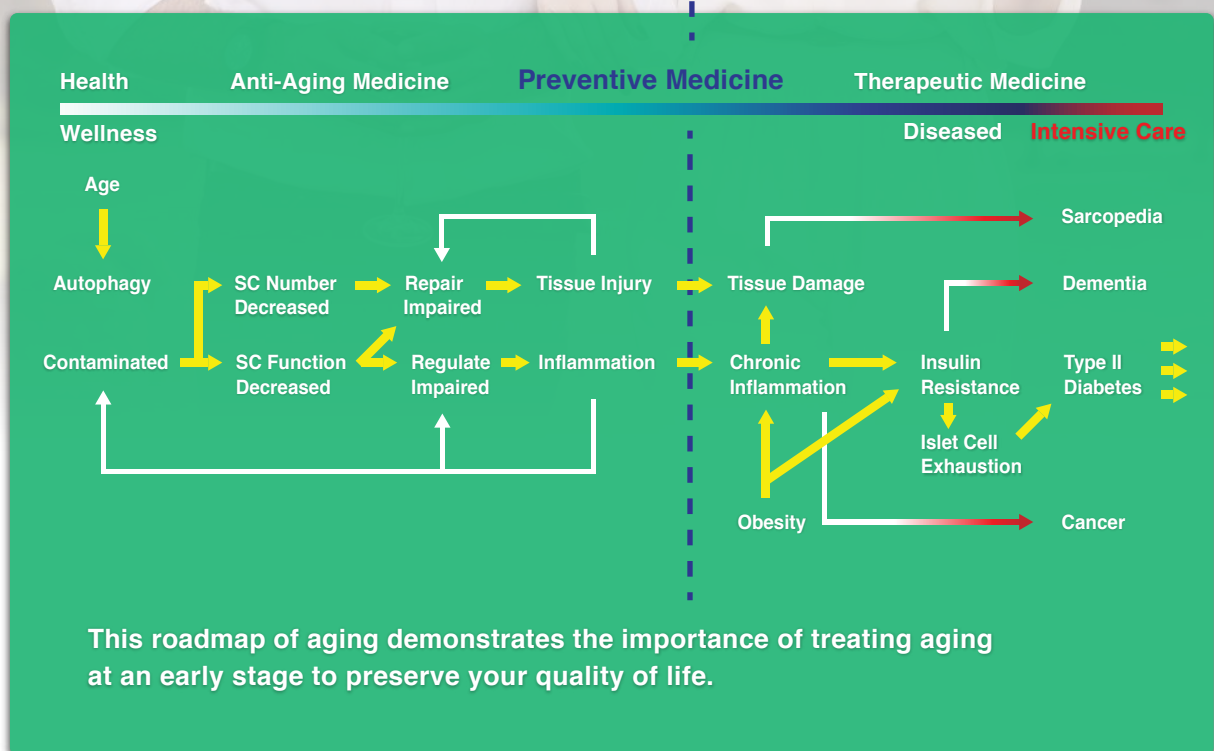 Health
Anti-Aging Medicine
Preventive Medicine
Therapeutic Medicine
Wellness
Diseased
Intensive Care
Age
Sarcopedia
Autophagy
SC Number
Decreased
Repair
Impaired
Tissue Injury
Tissue Damage
Dementia
Contaminated
SC Function
Decreased
Regulate
Impaired
Inflammation
Chronic
Inflammation
Insulin
Resistance
Type II
Diabetes
Islet Cell
Exhaustion
Obesity
Cancer
This roadmap of aging demonstrates the importance of treating aging
at an early stage to preserve your quality of life.